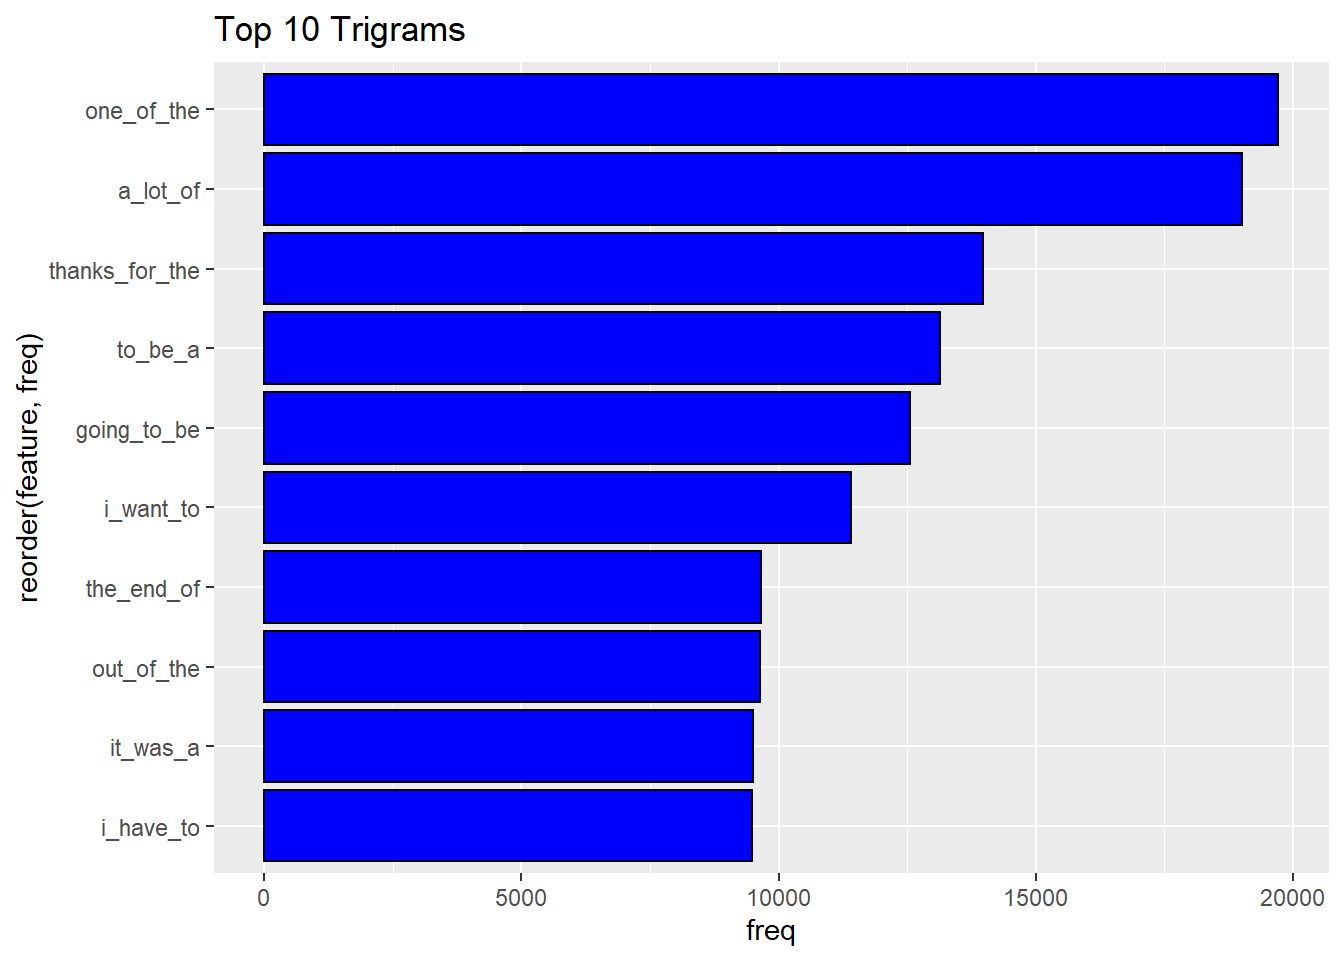 Top 10 Trigrams
reorder(feature, freq)
one_of_the
a_lot_of
thanks_for_the
to_be_a
going_to_be
i_want_to
the_end_of
out_of_the
it_was_a
i_have_to
0 5000 10000 15000 20000
freq